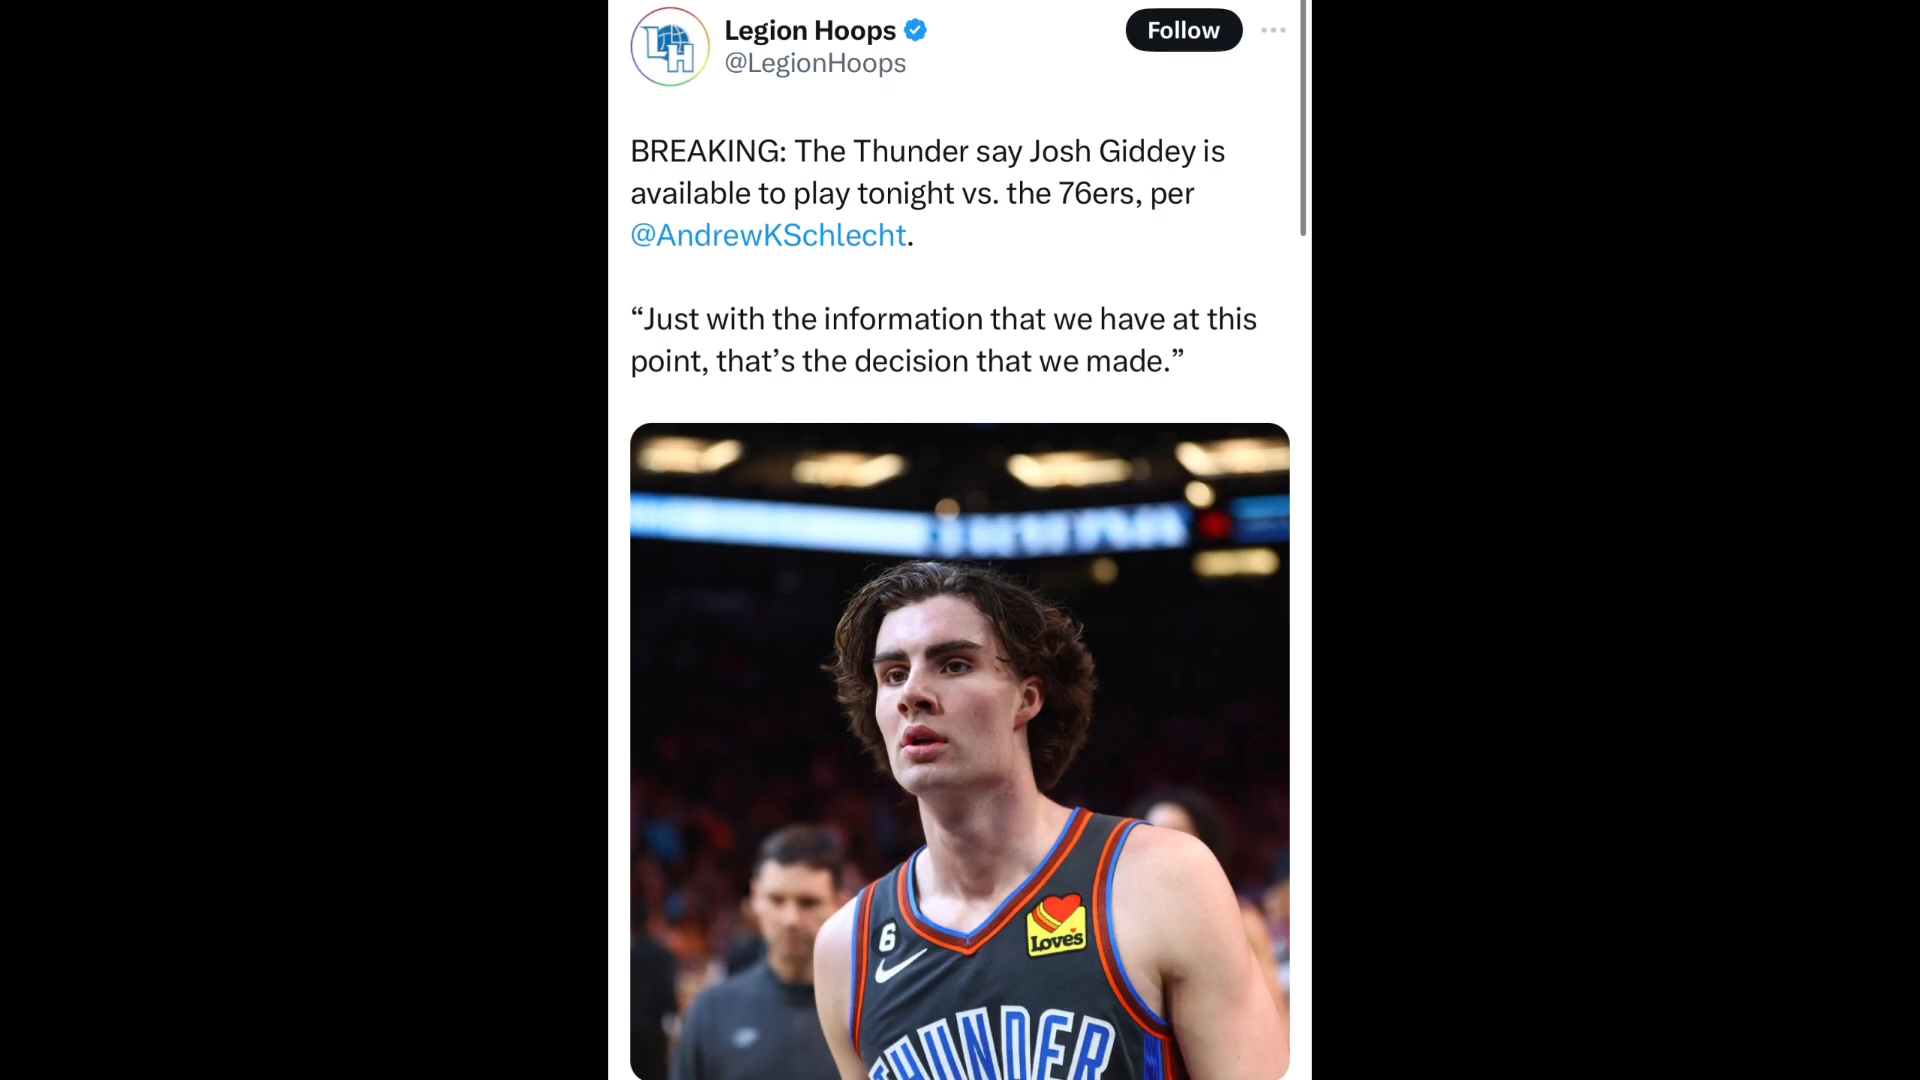 Legion Hoops
@LegionHoops
Follow
BREAKING: The Thunder say Josh Giddey is
available to play tonight vs. the 76ers, per
@AndrewKSchlecht.
“Just with the information that we have at this
point, that’s the decision that we made.”
6
Love's
THUNDER